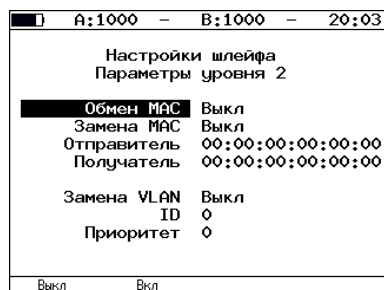 A:1000 – B:1000 – 20:03
Настройки шлейфа
Параметры уровня 2
Обмен MAC Выкл
Замена MAC Выкл
Отправитель 00:00:00:00:00:00
Получатель 00:00:00:00:00:00
Замена VLAN Выкл
ID 0
Приоритет 0
Выкл Вкл